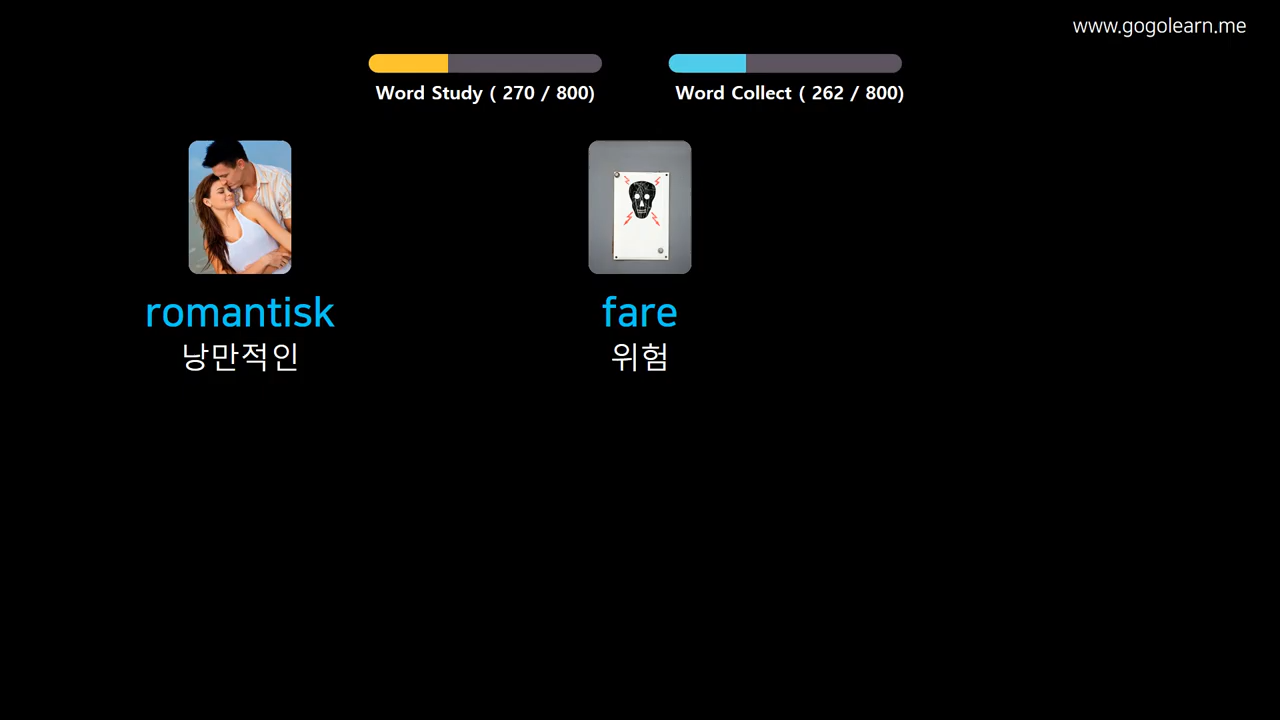 www.gogolearn.me
Word Study ( 270 / 800)
Word Collect ( 262 / 800)
romantisk
낭만적인
fare
위험